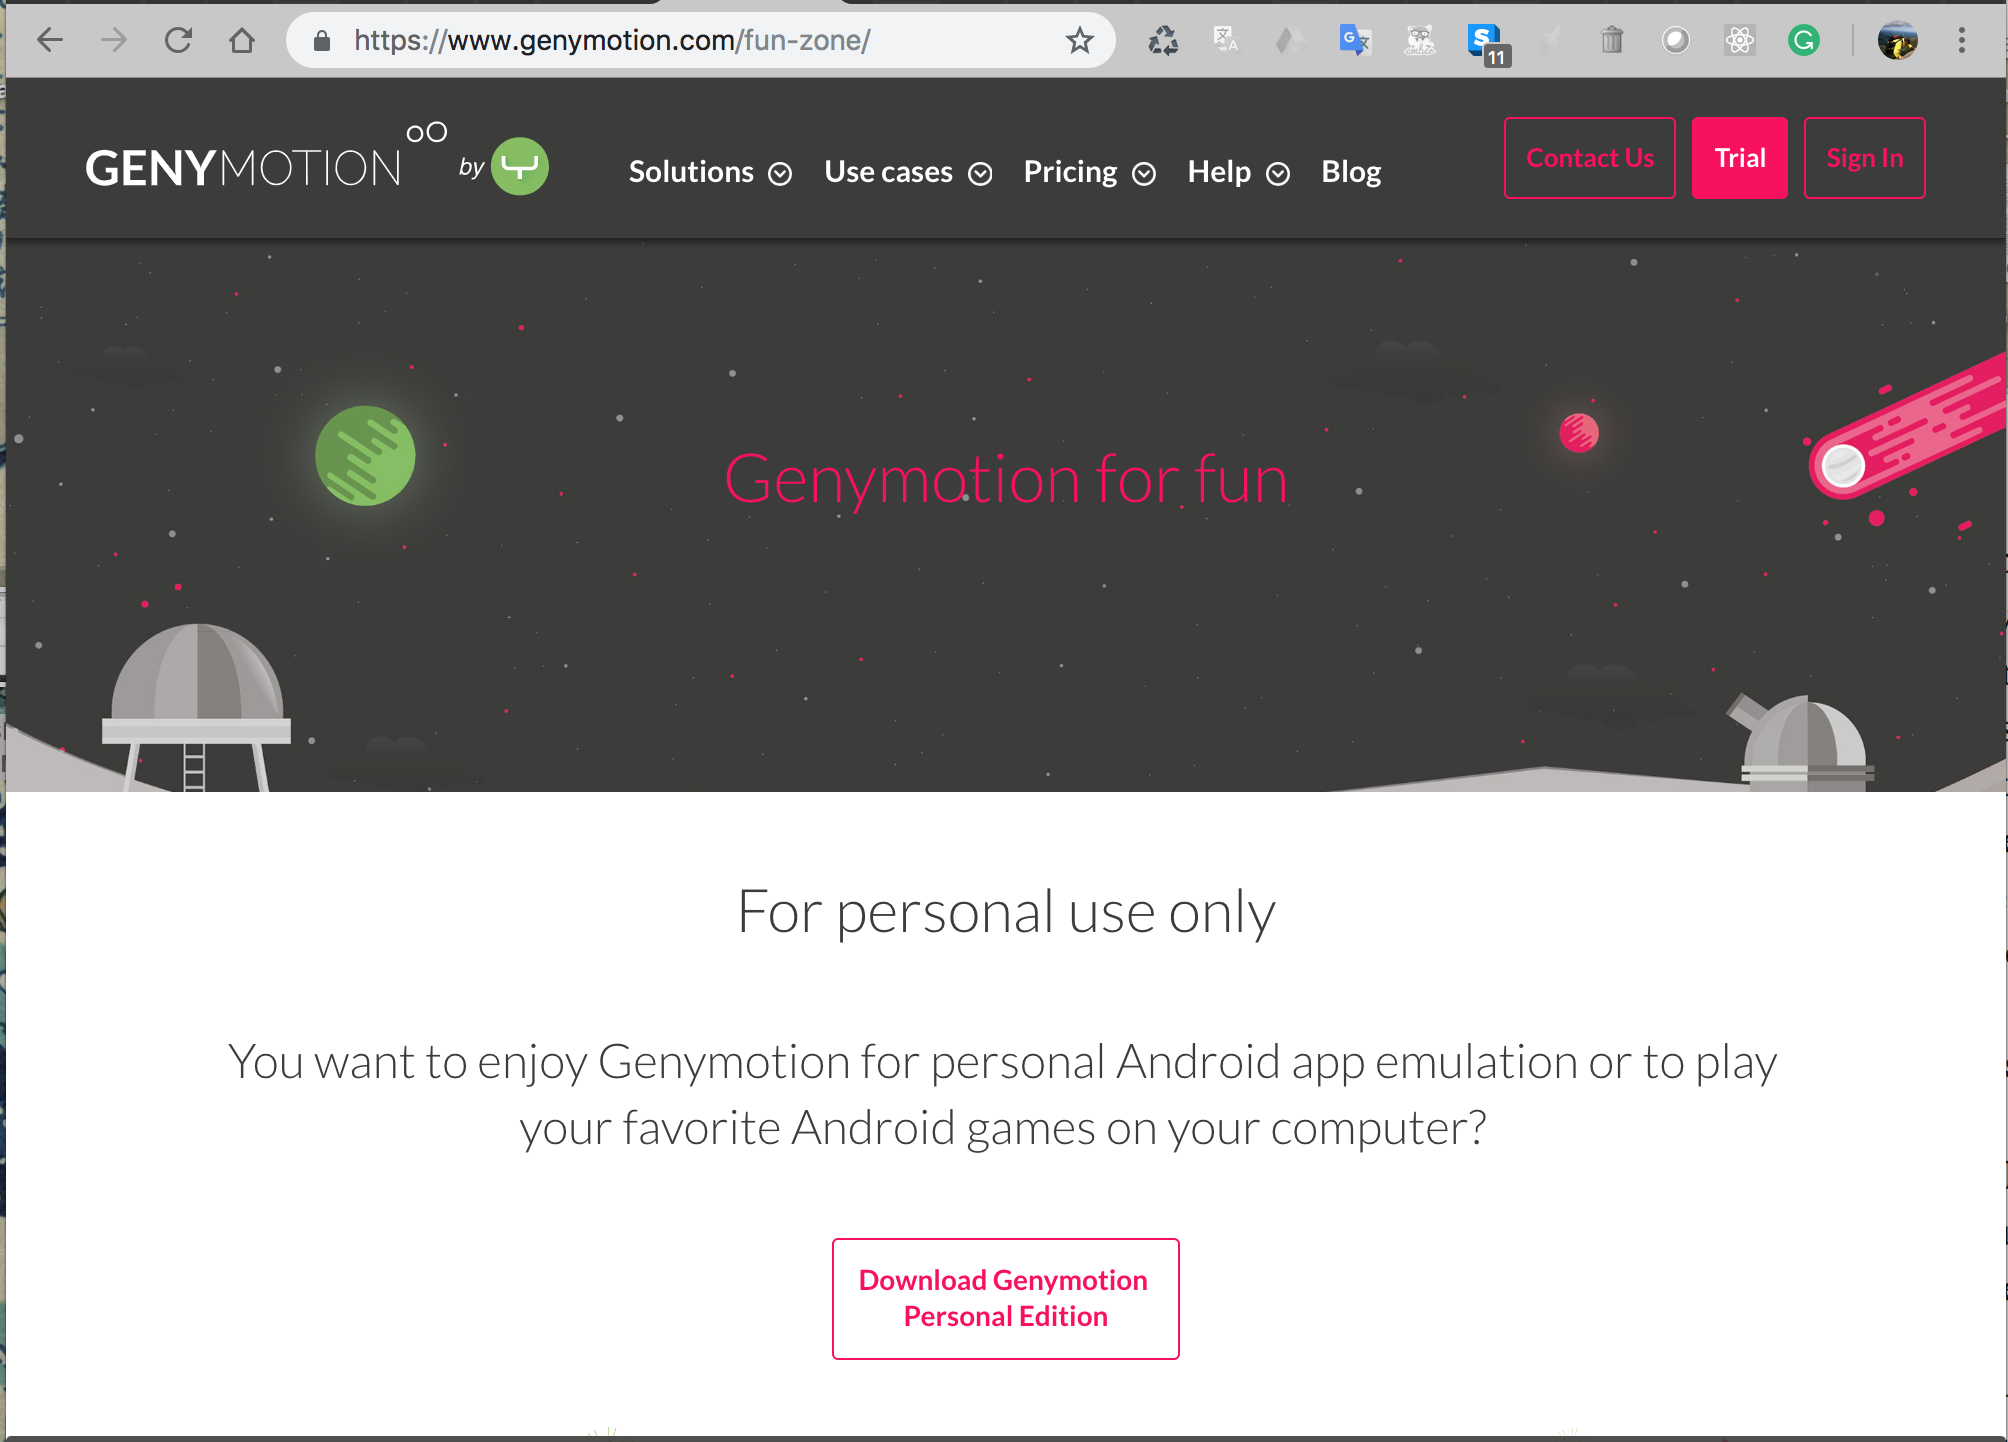 https://www.genymotion.com/fun-zone/
11
GENYMOTION by
Solutions Use cases Pricing Help Blog
Contact Us Trial Sign In
Genymotion for fun
For personal use only
You want to enjoy Genymotion for personal Android app emulation or to play
your favorite Android games on your computer?
Download Genymotion
Personal Edition